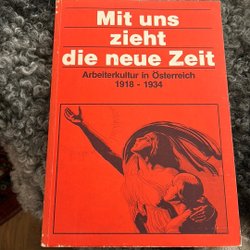 Mit uns
zieht
die neue Zeit
Arbeiterkultur in Österreich
1918 - 1934